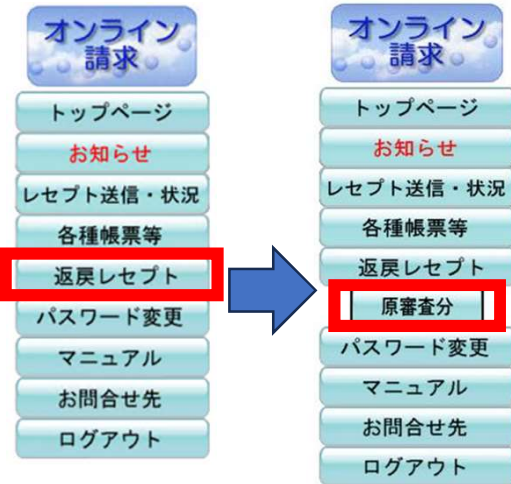 オンライン
請求
トップページ
お知らせ
レセプト送信・状況
各種帳票等
返戻レセプト
パスワード変更
マニュアル
お問合せ先
ログアウト
オンライン
請求
トップページ
お知らせ
レセプト送信・状況
各種帳票等
返戻レセプト
原審査分
パスワード変更
マニュアル
お問合せ先
ログアウト